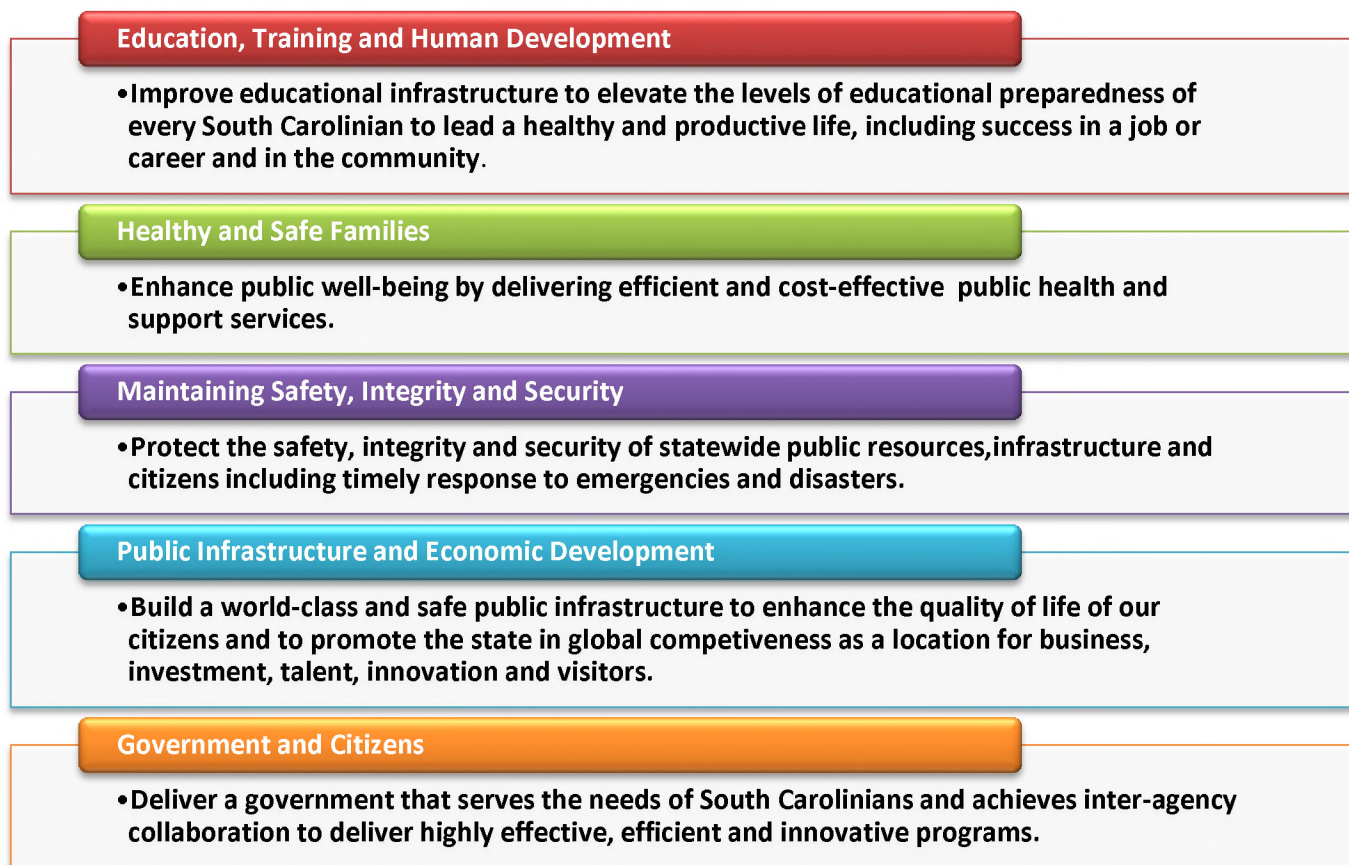 Education, Training and Human Development
•Improve educational infrastructure to elevate the levels of educational preparedness of
every South Carolinian to lead a healthy and productive life, including success in a job or
career and in the community.
Healthy and Safe Families
•Enhance public well-being by delivering efficient and cost-effective  public health and
support services.
Maintaining Safety, Integrity and Security
•Protect the safety, integrity and security of statewide public resources,infrastructure and
citizens including timely response to emergencies and disasters.
Public Infrastructure and Economic Development
•Build a world-class and safe public infrastructure to enhance the quality of life of our
citizens and to promote the state in global competiveness as a location for business,
investment, talent, innovation and visitors.
Government and Citizens
•Deliver a government that serves the needs of South Carolinians and achieves inter-agency
collaboration to deliver highly effective, efficient and innovative programs.